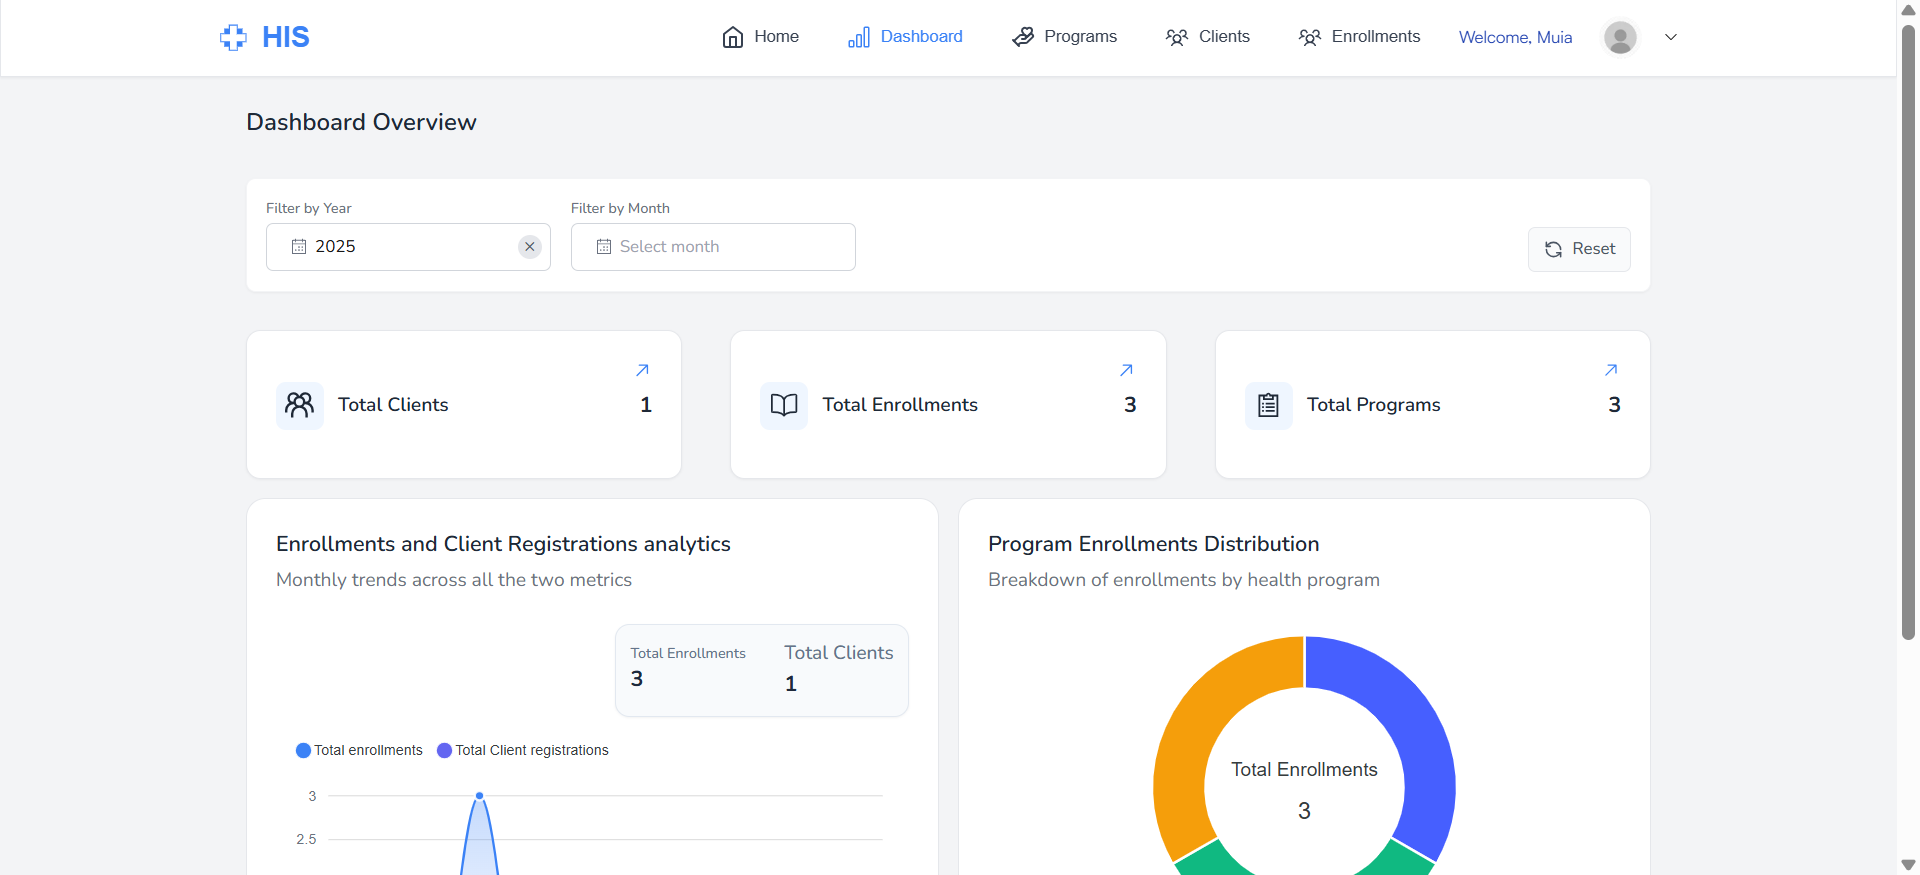 HIS
Home
Dashboard
Programs
Clients
Enrollments
Welcome, Muia
Dashboard Overview
Filter by Year
Filter by Month
2025
Select month
Reset
Total Clients
1
Total Enrollments
3
Total Programs
3
Enrollments and Client Registrations analytics
Monthly trends across all the two metrics
Total Enrollments
3
Total Clients
1
Total enrollments
Total Client registrations
3
2.5
Program Enrollments Distribution
Breakdown of enrollments by health program
Total Enrollments
3